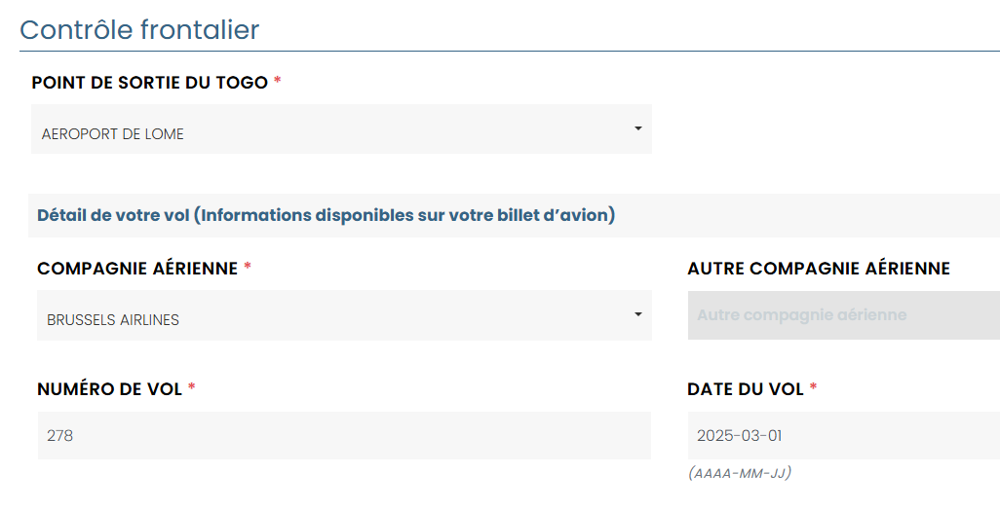 Contrôle frontalier
POINT DE SORTIE DU TOGO *
AEROPORT DE LOME
Détail de votre vol (Informations disponibles sur votre billet d’avion)
COMPAGNIE AÉRIENNE *
AUTRE COMPAGNIE AÉRIENNE
BRUSSELS AIRLINES
Autre compagnie aérienne
NUMÉRO DE VOL *
DATE DU VOL *
278
2025-03-01
(AAAA-MM-JJ)